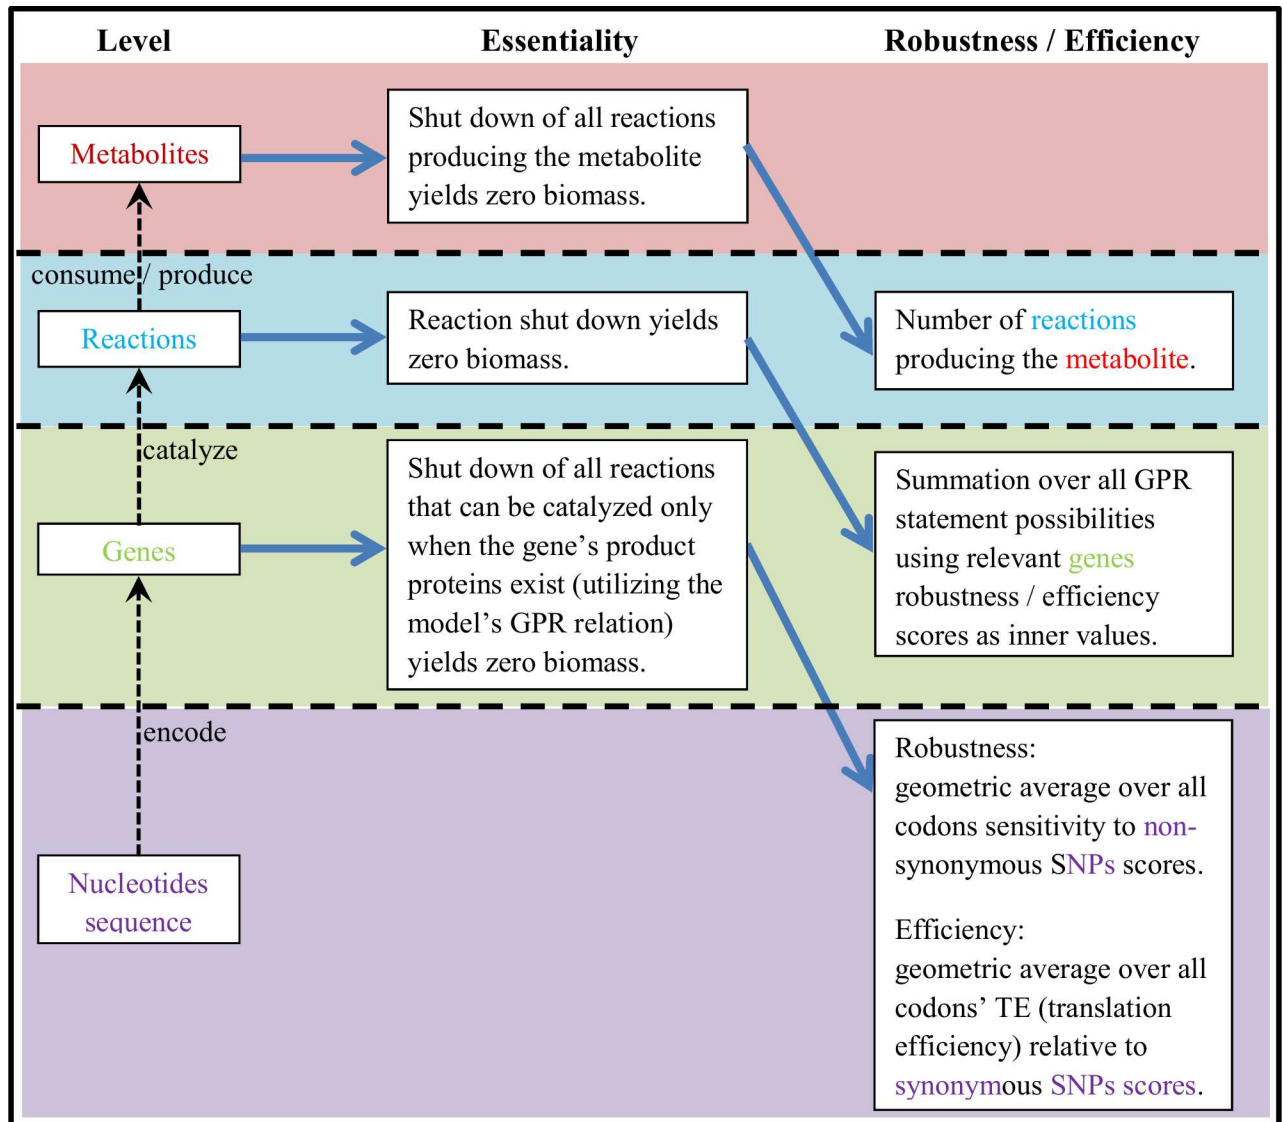 Level Essentiality Robustness / Efficiency
Metabolites
Shut down of all reactions
producing the metabolite
yields zero biomass.
consume / produce
Reactions
Reaction shut down yields
zero biomass.
Number of reactions
producing the metabolite.
catalyze
Genes
Shut down of all reactions
that can be catalyzed only
when the gene’s product
proteins exist (utilizing the
model’s GPR relation)
yields zero biomass.
Summation over all GPR
statement possibilities
using relevant genes
robustness / efficiency
scores as inner values.
encode
Nucleotides
sequence
Robustness:
geometric average over all
codons sensitivity to non-
synonymous SNPs scores.
Efficiency:
geometric average over all
codons’ TE (translation
efficiency) relative to
synonymous SNPs scores.